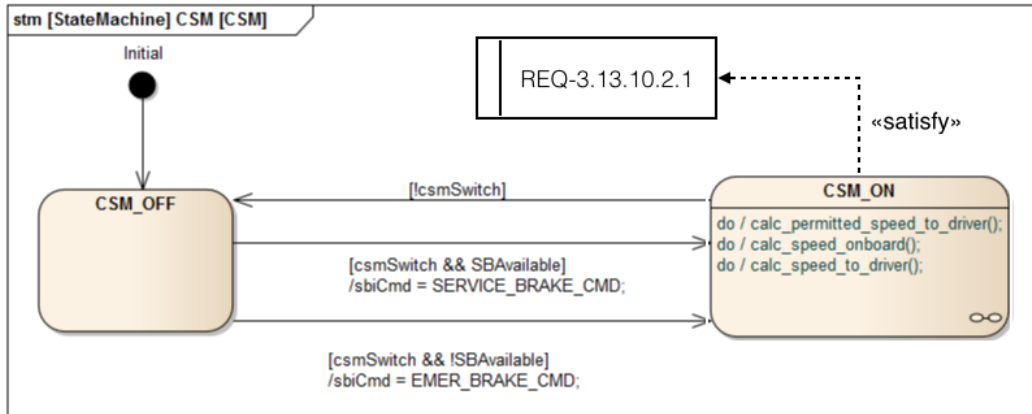 stm [StateMachine] CSM [CSM]
Initial
REQ-3.13.10.2.1
«satisfy»
CSM_OFF
[!csmSwitch]
CSM_ON
do / calc_permitted_speed_to_driver();
do / calc_speed_onboard();
do / calc_speed_to_driver();
[csmSwitch && SBAvailable]
/sbiCmd = SERVICE_BRAKE_CMD;
[csmSwitch && !SBAvailable]
/sbiCmd = EMER_BRAKE_CMD;